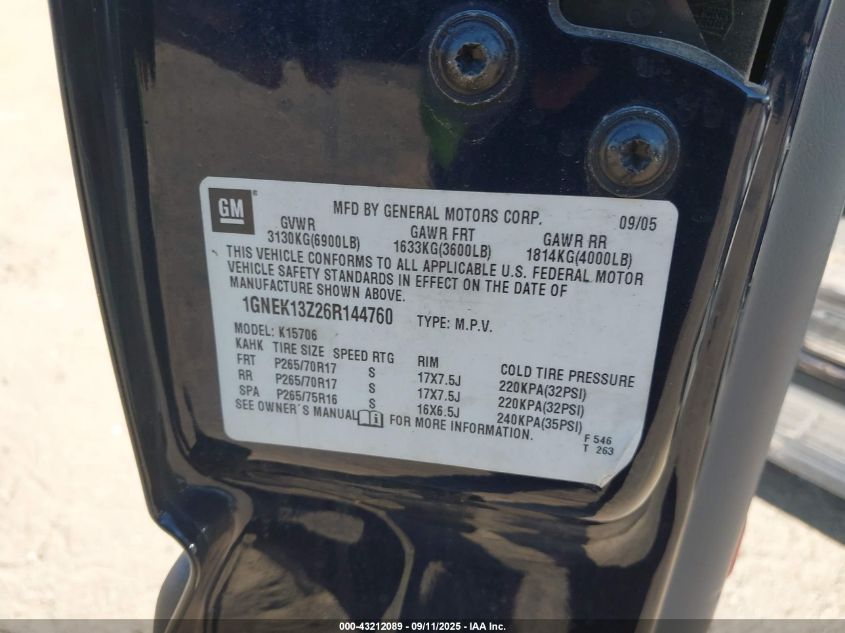 GM ®
MFD BY GENERAL MOTORS CORP. 09/05
GVWR GAWR FRT GAWR RR
3130KG(6900LB) 1633KG(3600LB) 1814KG(4000LB)
THIS VEHICLE CONFORMS TO ALL APPLICABLE U.S. FEDERAL MOTOR
VEHICLE SAFETY STANDARDS IN EFFECT ON THE DATE OF
MANUFACTURE SHOWN ABOVE.
1GNEK13Z26R144760 TYPE: M.P.V.
MODEL: K15706
KAHK TIRE SIZE SPEED RTG RIM COLD TIRE PRESSURE
FRT P265/70R17 S 17X7.5J 220KPA(32PSI)
RR P265/70R17 S 17X7.5J 220KPA(32PSI)
SPA P265/75R16 S 16X6.5J 240KPA(35PSI)
SEE OWNER'S MANUAL FOR MORE INFORMATION.
F 546
T 263
000-43212089 - 09/11/2025 - IAA Inc.